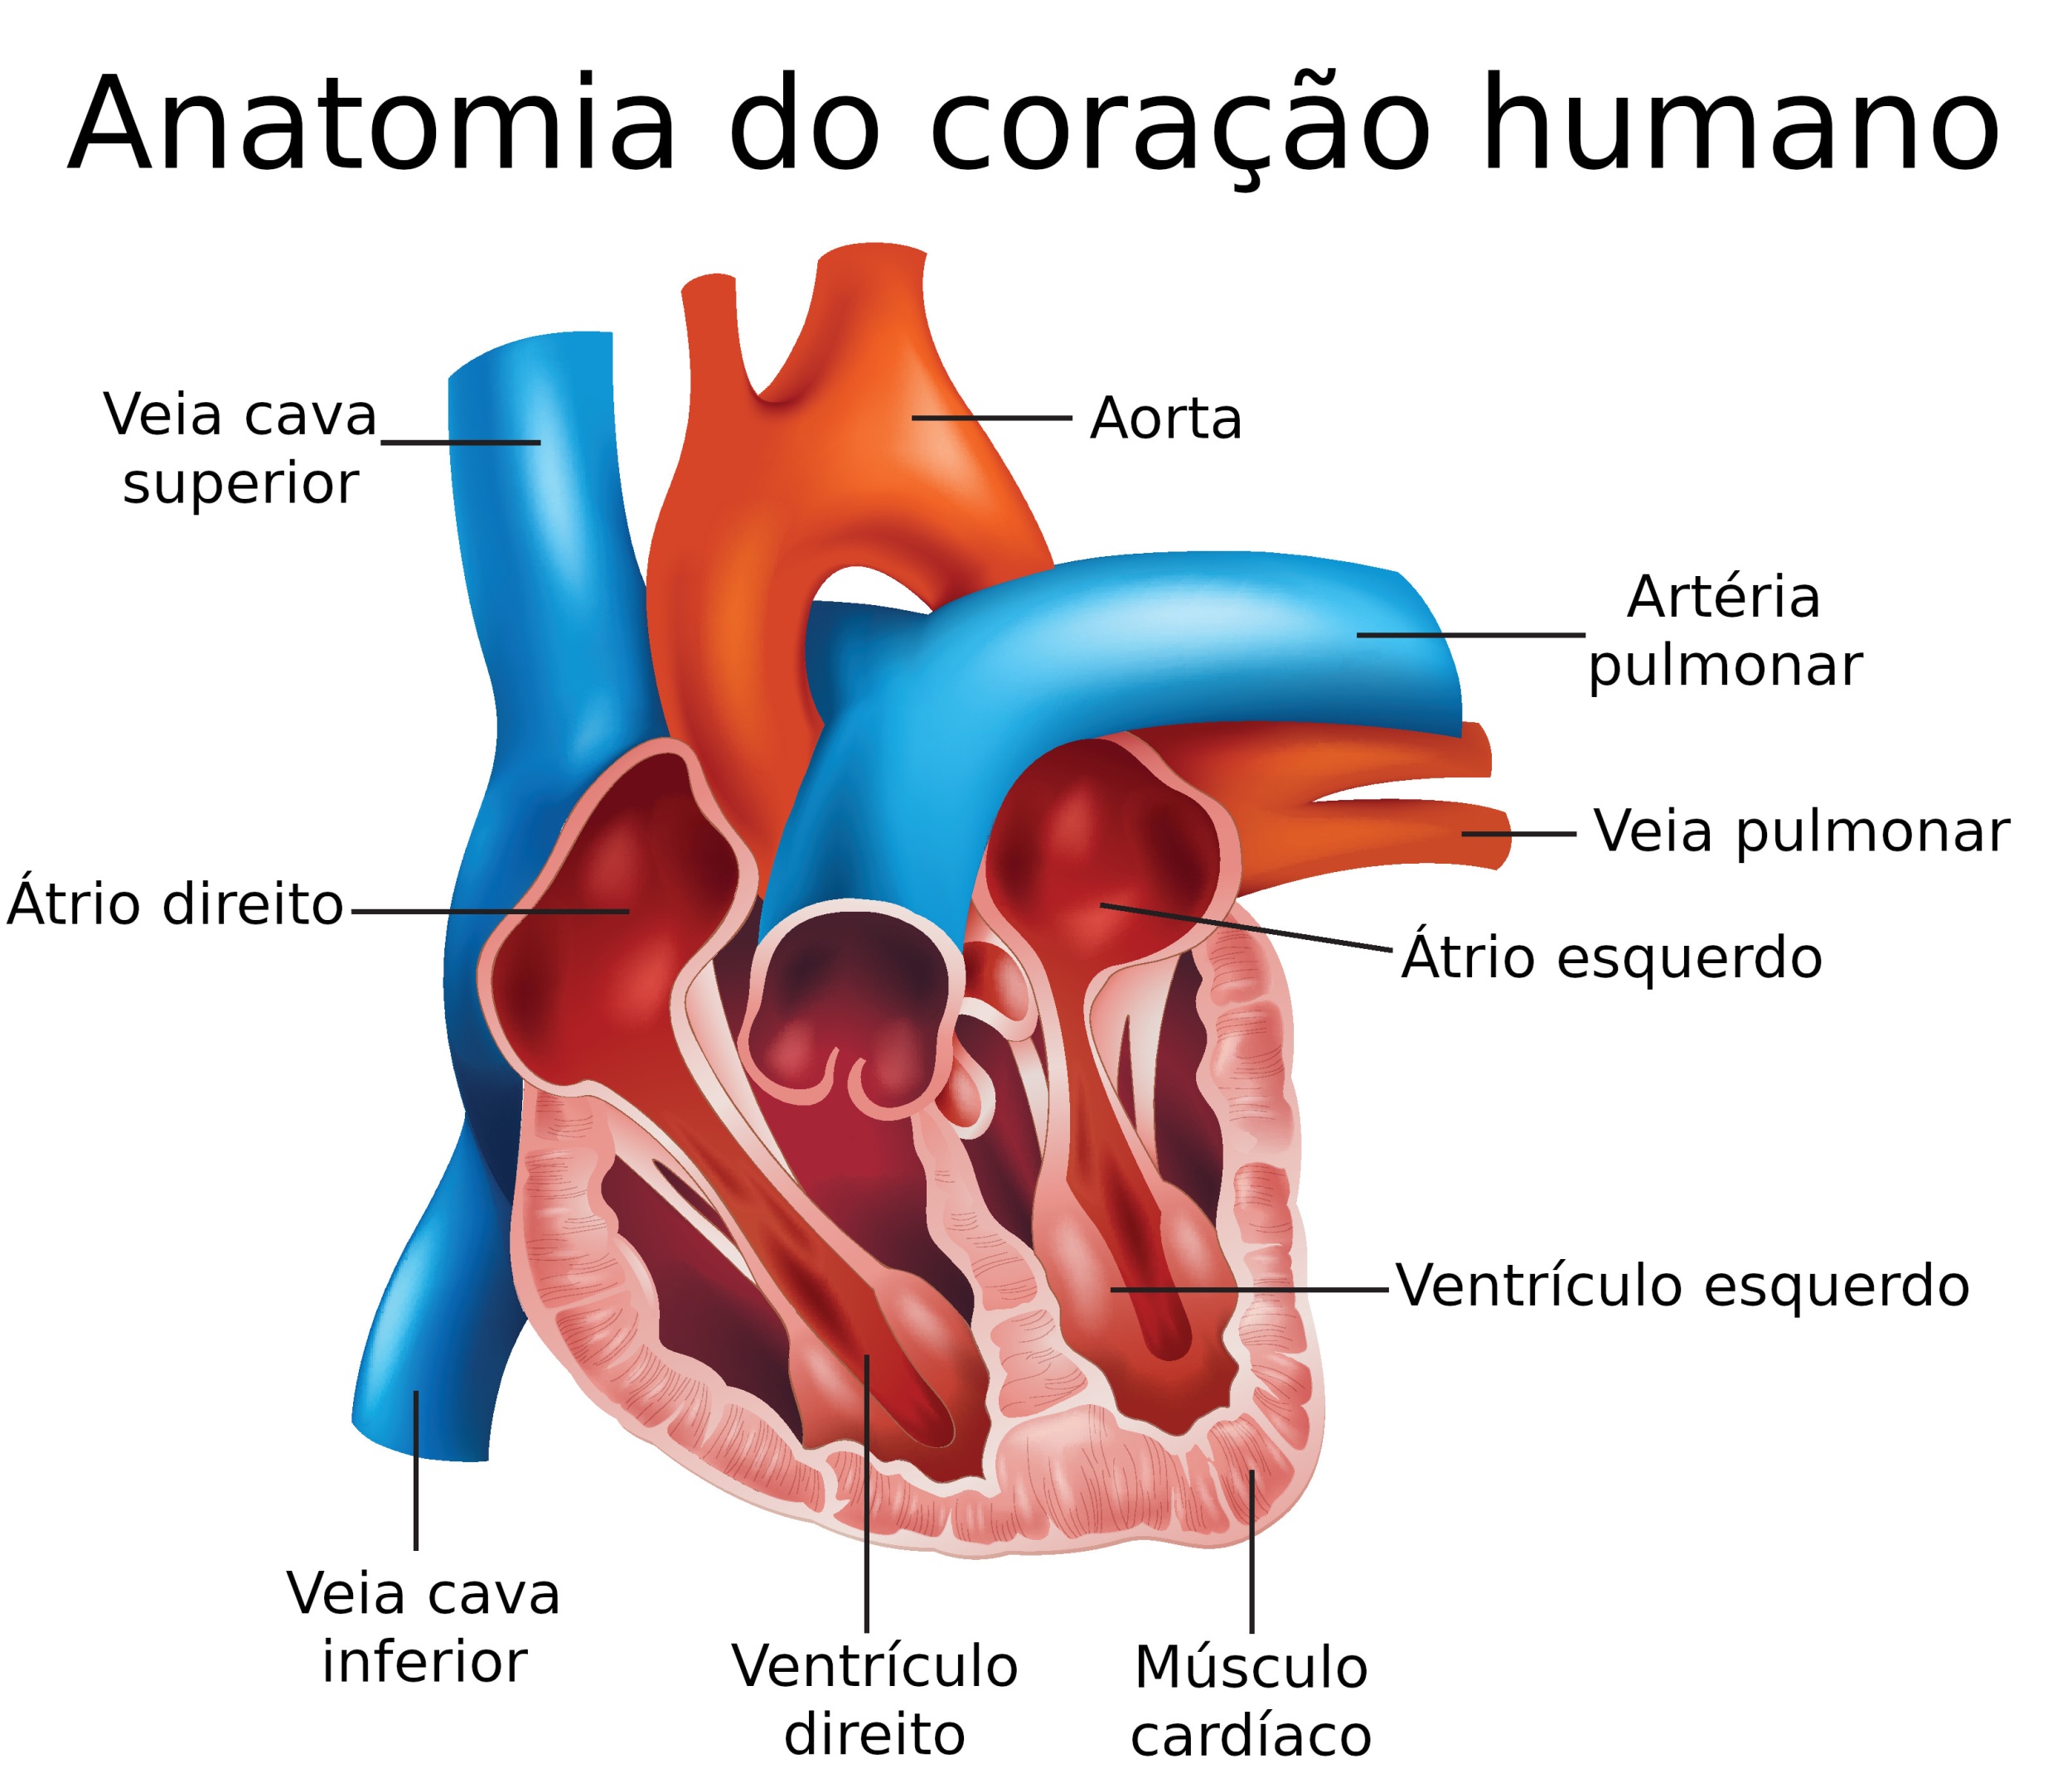 Anatomia do coração humano
Veia cava
superior
Aorta
Artéria
pulmonar
Veia pulmonar
Átrio direito
Átrio esquerdo
Ventrículo esquerdo
Veia cava
inferior
Ventrículo
direito
Músculo
cardíaco